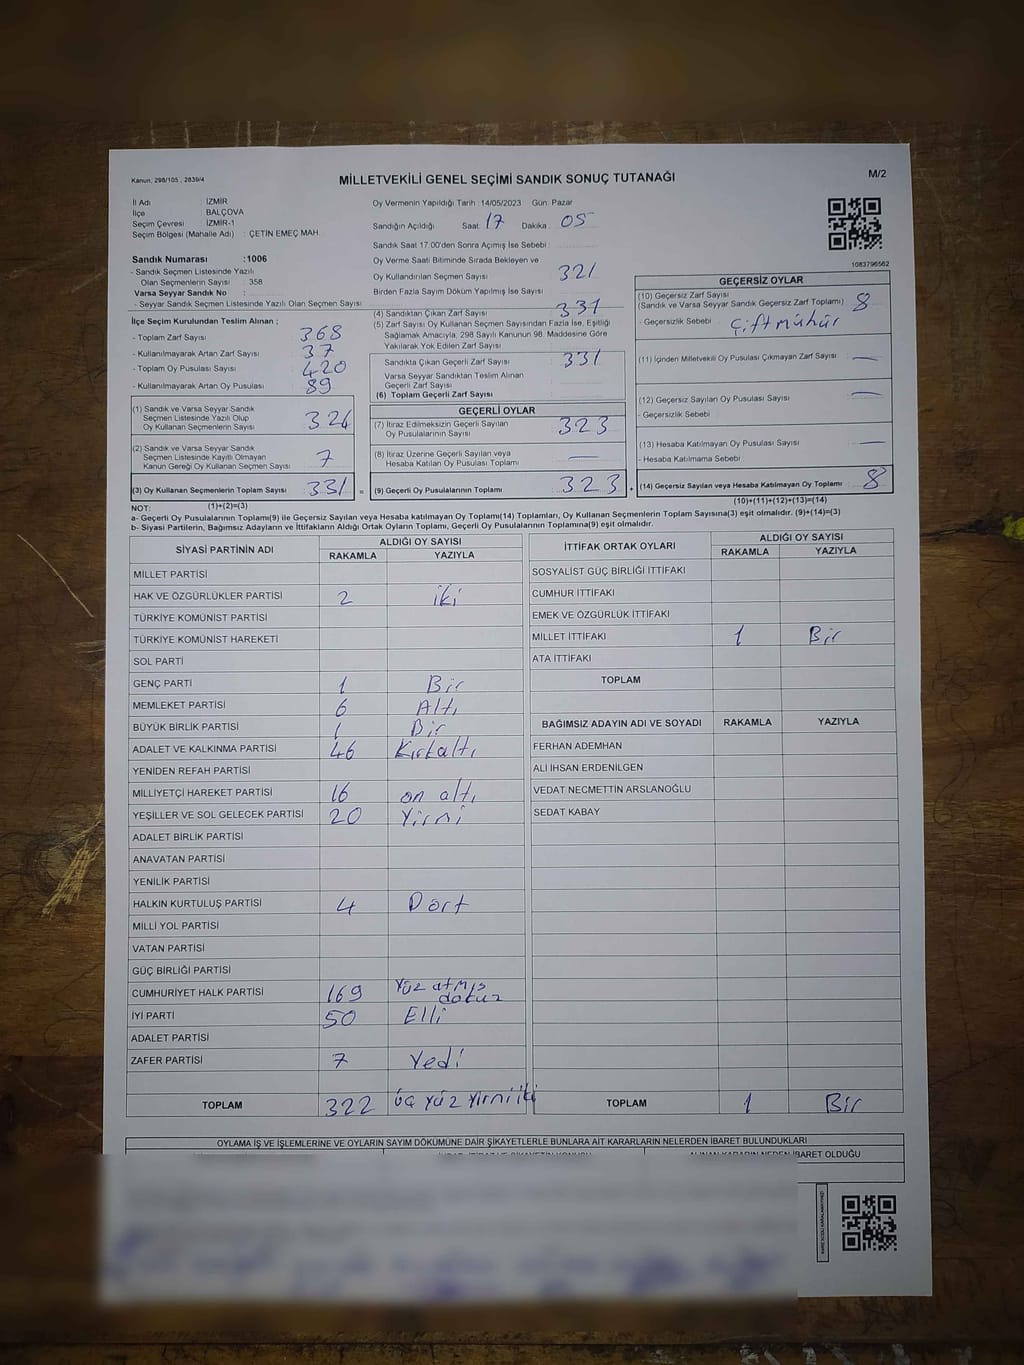 Kanun; 298/105 , 2839/4
MİLLETVEKİLİ GENEL SEÇİMİ SANDIK SONUÇ TUTANAĞI
M/2
İl Adı : İZMİR
İlçe BALÇOVA
Seçim Çevresi İZMİR-1
Seçim Bölgesi (Mahalle Adı) : ÇETİN EMEÇ MAH.
Sandık Numarası :1006
- Sandık Seçmen Listesinde Yazılı
Olan Seçmenlerin Sayısı : 358
Varsa Seyyar Sandık No :
- Seyyar Sandık Seçmen Listesinde Yazılı Olan Seçmen Sayısı:
İlçe Seçim Kurulundan Teslim Alınan ;
- Toplam Zarf Sayısı 368
- Kullanılmayarak Artan Zarf Sayısı 37
- Toplam Oy Pusulası 420
- Kullanılmayarak Artan Oy Pusulası 89
(1) Sandık ve Varsa Seyyar Sandık
Seçmen Listesinde Yazılı Olup
Oy Kullanan Seçmenlerin Sayısı 324
(2) Sandık ve Varsa Seyyar Sandık
Seçmen Listesinde Kayıtlı Olmayan
Kanun Gereği Oy Kullanan Seçmen Sayısı 7
(3) Oy Kullanan Seçmenlerin Toplam Sayısı 331 =
Oy Vermenin Yapıldığı Tarih : 14/05/2023 Gün: Pazar
Sandığın Açıldığı Saat: 17 Dakika : 05
Sandık Saat 17:00'den Sonra Açımış İse Sebebi :
Oy Verme Saati Bitiminde Sırada Bekleyen ve
Oy Kullandırılan Seçmen Sayısı 321
Birden Fazla Sayım Döküm Yapılmış İse Sayısı
(4) Sandıktan Çıkan Zarf Sayısı 331
(5) Zarf Sayısı Oy Kullanan Seçmen Sayısından Fazla İse, Eşitliği
Sağlamak Amacıyla, 298 Sayılı Kanunun 98. Maddesine Göre
Yakılarak Yok Edilen Zarf Sayısı
Sandıkta Çıkan Geçerli Zarf Sayısı 331
Varsa Seyyar Sandıktan Teslim Alınan
Geçerli Zarf Sayısı
(6) Toplam Geçerli Zarf Sayısı
GEÇERLİ OYLAR
(7) İtiraz Edilmeksizin Geçerli Sayılan
Oy Pusulalarının Sayısı 323
(8) İtiraz Üzerine Geçerli Sayılan veya
Hesaba Katılan Oy Pusulası Toplamı —
(9) Geçerli Oy Pusulalarının Toplamı 323 +
1083796562
GEÇERSİZ OYLAR
(10) Geçersiz Zarf Sayısı
(Sandık ve Varsa Seyyar Sandık Geçersiz Zarf Toplamı) 8
- Geçersizlik Sebebi : Çiftmühür
(11) İçinden Milletvekili Oy Pusulası Çıkmayan Zarf Sayısı —
(12) Geçersiz Sayılan Oy Pusulası Sayısı —
- Geçersizlik Sebebi :
(13) Hesaba Katılmayan Oy Pusulası Sayısı —
- Hesaba Katılmama Sebebi :
(14) Geçersiz Sayılan veya Hesaba Katılmayan Oy Toplamı 8
NOT: (1)+(2)=(3) (10)+(11)+(12)+(13)=(14)
a- Geçerli Oy Pusulalarının Toplamı(9) ile Geçersiz Sayılan veya Hesaba katılmayan Oy Toplamı(14) Toplamları, Oy Kullanan Seçmenlerin Toplam Sayısına(3) eşit olmalıdır. (9)+(14)=(3)
b- Siyasi Partilerin, Bağımsız Adayların ve İttifakların Aldığı Ortak Oyların Toplamı, Geçerli Oy Pusulalarının Toplamına(9) eşit olmalıdır.
SİYASİ PARTİNİN ADI ALDIĞI OY SAYISI
RAKAMLA YAZIYLA
MİLLET PARTİSİ
HAK VE ÖZGÜRLÜKLER PARTİSİ 2 iki
TÜRKİYE KOMÜNİST PARTİSİ
TÜRKİYE KOMÜNİST HAREKETİ
SOL PARTİ
GENÇ PARTİ 1 Bir
MEMLEKET PARTİSİ 6 Altı
BÜYÜK BİRLİK PARTİSİ 1 Bir
ADALET VE KALKINMA PARTİSİ 46 Kırkaltı
YENİDEN REFAH PARTİSİ
MİLLİYETÇİ HAREKET PARTİSİ 16 on altı
YEŞİLLER VE SOL GELECEK PARTİSİ 20 Yirmi
ADALET BİRLİK PARTİSİ
ANAVATAN PARTİSİ
YENİLİK PARTİSİ
HALKIN KURTULUŞ PARTİSİ 4 Dört
MİLLİ YOL PARTİSİ
VATAN PARTİSİ
GÜÇ BİRLİĞİ PARTİSİ
CUMHURİYET HALK PARTİSİ 169 Yüz atmış dokuz
İYİ PARTİ 50 Elli
ADALET PARTİSİ
ZAFER PARTİSİ 7 Yedi
TOPLAM 322 üç yüz Yirmi iki
İTTİFAK ORTAK OYLARI ALDIĞI OY SAYISI
RAKAMLA YAZIYLA
SOSYALİST GÜÇ BİRLİĞİ İTTİFAKI
CUMHUR İTTİFAKI
EMEK VE ÖZGÜRLÜK İTTİFAKI
MİLLET İTTİFAKI 1 Bir
ATA İTTİFAKI
TOPLAM
BAĞIMSIZ ADAYIN ADI VE SOYADI RAKAMLA YAZIYLA
FERHAN ADEMHAN
ALİ İHSAN ERDENİLGEN
VEDAT NECMETTİN ARSLANOĞLU
SEDAT KABAY
TOPLAM 1 Bir
OYLAMA İŞ VE İŞLEMLERİNE VE OYLARIN SAYIM DÖKÜMÜNE DAİR ŞİKAYETLERLE BUNLARA AİT KARARLARIN NELERDEN İBARET BULUNDUKLARI
ALINAN KARARIN NEDEN İBARET OLDUĞU